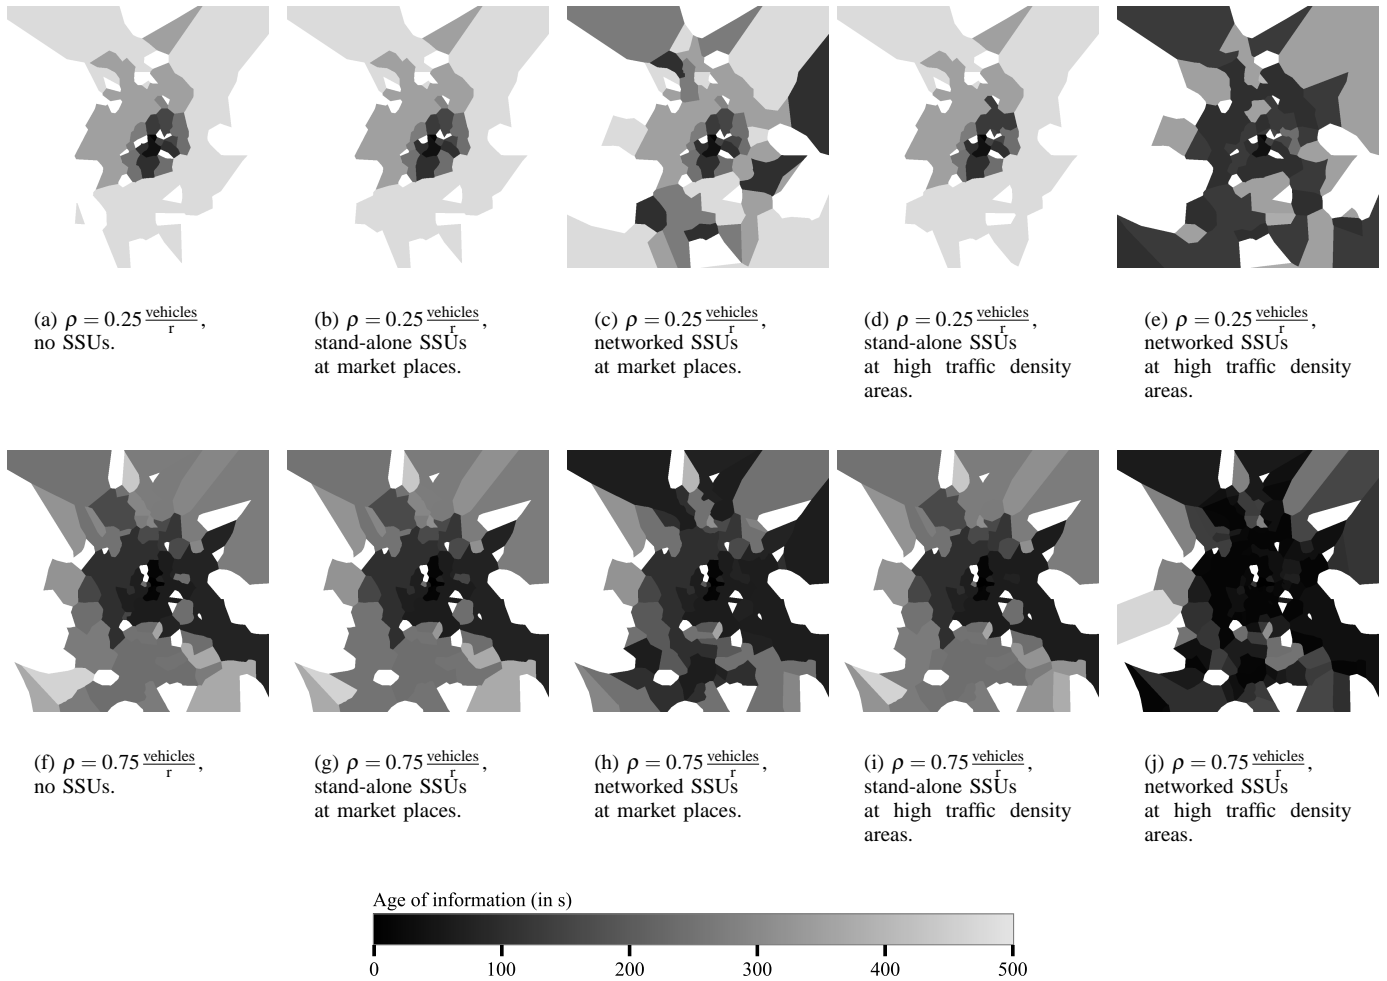 (a) ρ = 0.25 vehicles/r ,
no SSUs.
(b) ρ = 0.25 vehicles/r ,
stand-alone SSUs
at market places.
(c) ρ = 0.25 vehicles/r ,
networked SSUs
at market places.
(d) ρ = 0.25 vehicles/r ,
stand-alone SSUs
at high traffic density
areas.
(e) ρ = 0.25 vehicles/r ,
networked SSUs
at high traffic density
areas.
(f) ρ = 0.75 vehicles/r ,
no SSUs.
(g) ρ = 0.75 vehicles/r ,
stand-alone SSUs
at market places.
(h) ρ = 0.75 vehicles/r ,
networked SSUs
at market places.
(i) ρ = 0.75 vehicles/r ,
stand-alone SSUs
at high traffic density
areas.
(j) ρ = 0.75 vehicles/r ,
networked SSUs
at high traffic density
areas.
Age of information (in s)
0 100 200 300 400 500